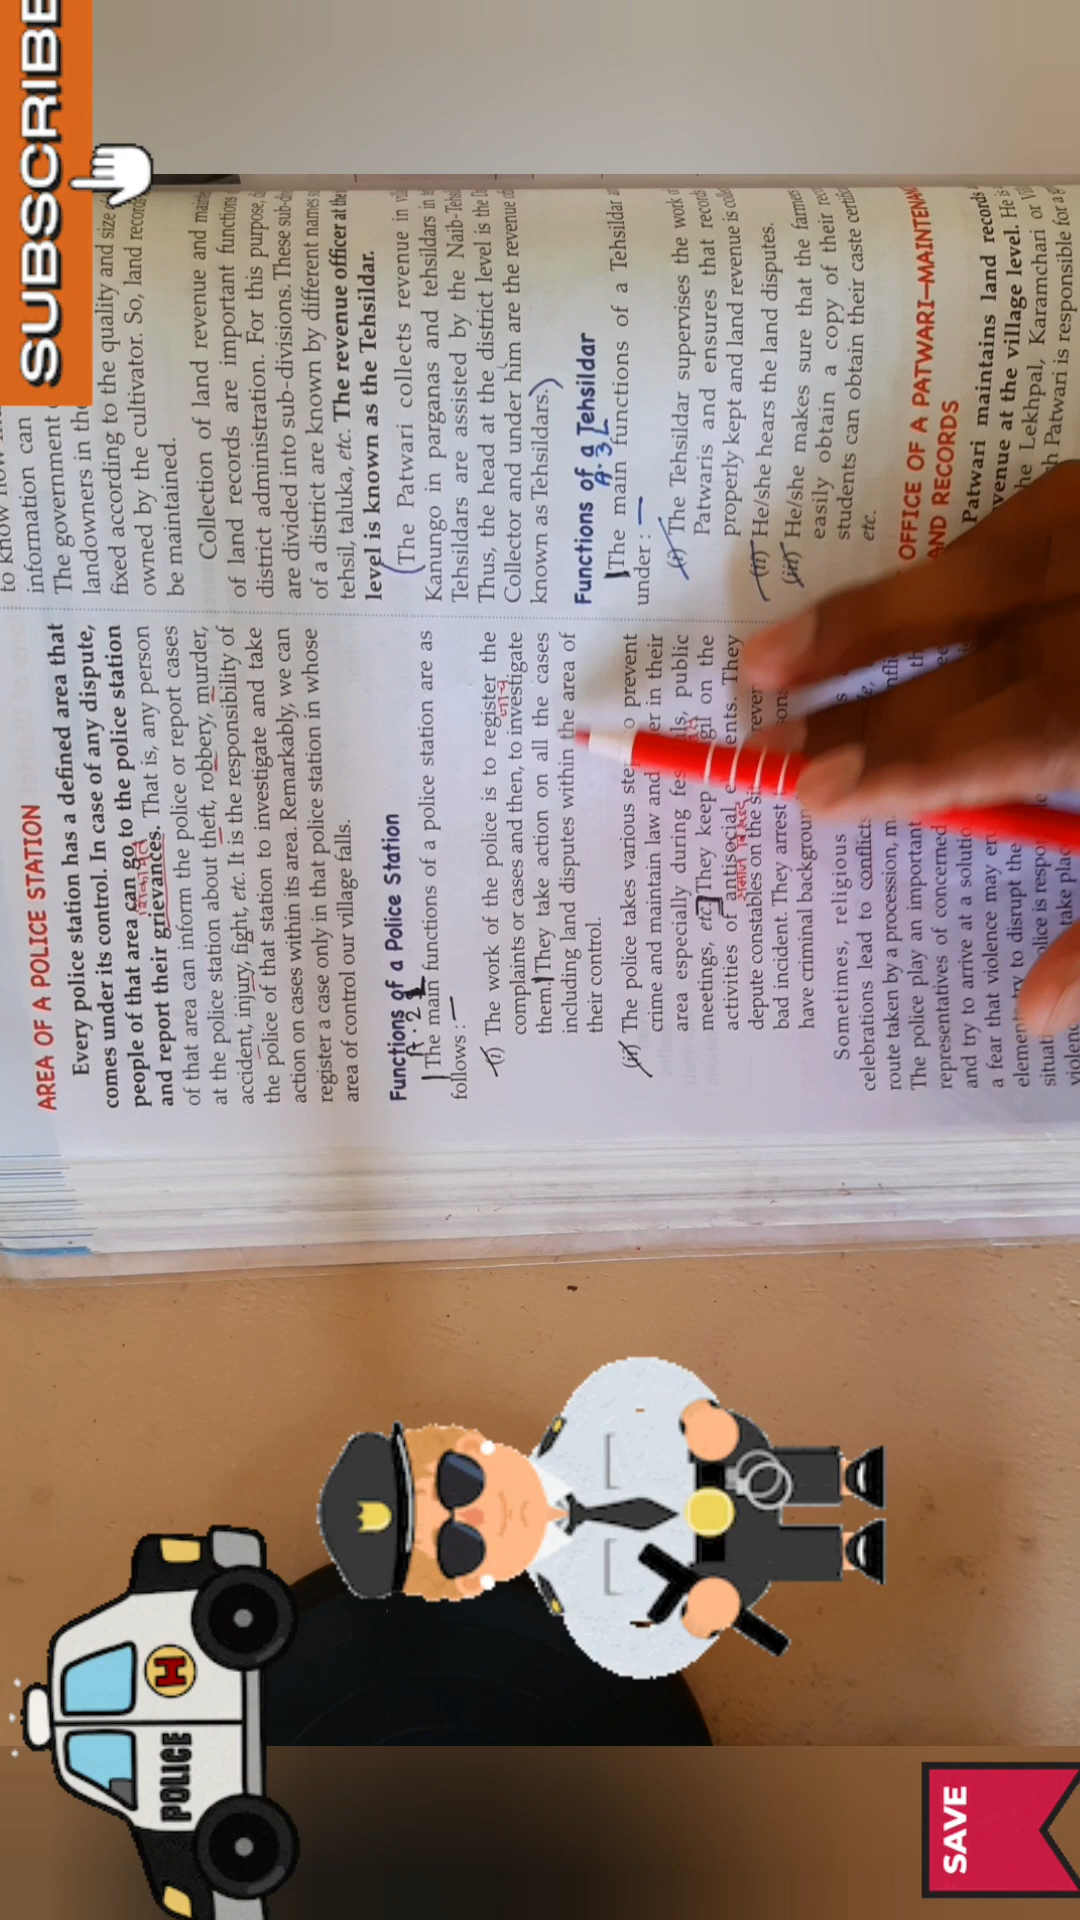 SUBSCRIBE
AREA OF A POLICE STATION
Every police station has a defined area that
comes under its control. In case of any dispute,
people of that area can go to the police station
and report their grievances. That is, any person
of that area can inform the police or report cases
at the police station about theft, robbery, murder,
accident, injury, fight, etc. It is the responsibility of
the police of that station to investigate and take
action on cases within its area. Remarkably, we can
register a case only in that police station in whose
area of control our village falls.
Functions of a Police Station
A.2
The main functions of a police station are as
follows :—
(i) The work of the police is to register the
complaints or cases and then, to investigate
जांच
them. They take action on all the cases
including land disputes within the area of
their control.
(ii) The police takes various prevent
crime and maintain law and in their
area especially during public
meetings, etc. They keep on the
activities of antisocial They
depute constables on the
bad incident. They arrest
have criminal
Sometimes, religious
celebrations lead to conflicts
route taken by a procession,
The police play an important
representatives of concerned
and try to arrive at a
a fear that violence may
try to disrupt the
police is
take
information can
The government
landowners in the
fixed according to the quality and size
owned by the cultivator. So, land
be maintained.
Collection of land revenue and
of land records are important functions
district administration. For this purpose,
are divided into sub-divisions. These
of a district are known by different names
tehsil, taluka, etc. The revenue officer at the
level is known as the Tehsildar.
(The Patwari collects revenue in
Kanungo in parganas and tehsildars in
Tehsildars are assisted by the
Thus, the head at the district level is the
Collector and under him are the revenue
known as Tehsildars.)
Functions of a Tehsildar
A.3
The main functions of a Tehsildar
under :—
(i) The Tehsildar supervises the work
Patwaris and ensures that records
properly kept and land revenue is
(ii) He/she hears the land disputes.
(iii) He/she makes sure that the
easily obtain a copy of their
students can obtain their caste
etc.
OFFICE OF A PATWARI—MAINTENANCE
AND RECORDS
Patwari maintains land records
at the village level. He is
Lekhpal, Karamchari or
Patwari is responsible for a
POLICE
H
SAVE